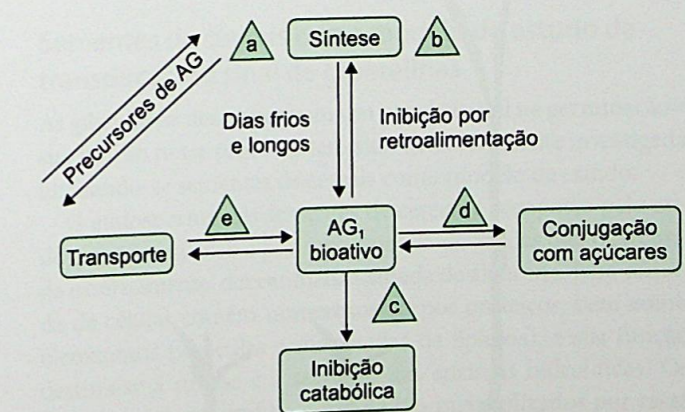 a
Síntese
b
Precursores de AG
Dias frios
e longos
Inibição por
retroalimentação
e
d
Transporte
AG₁
bioativo
Conjugação
com açúcares
c
Inibição
catabólica